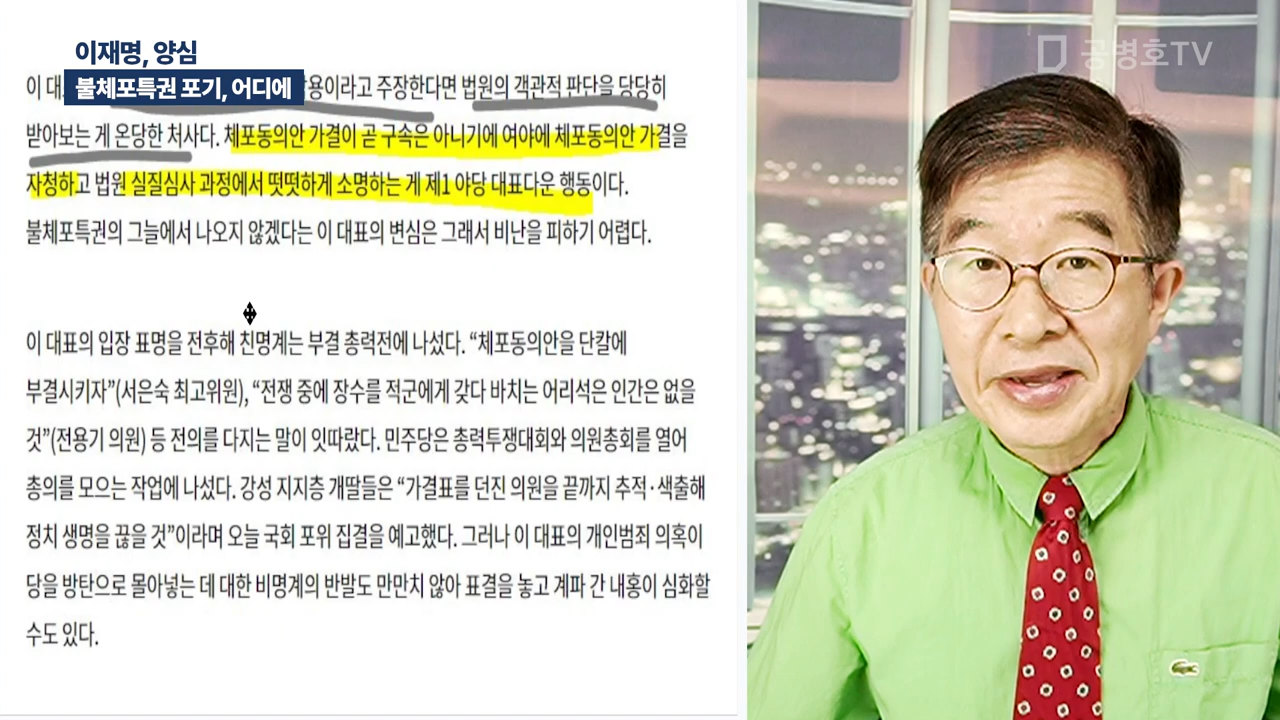 이재명, 양심
불체포특권 포기, 어디에
공병호TV
이 대 용이라고 주장한다면 법원의 객관적 판단을 당당히
받아보는 게 온당한 처사다. 체포동의안 가결이 곧 구속은 아니기에 여야에 체포동의안 가결을
자청하고 법원 실질심사 과정에서 떳떳하게 소명하는 게 제1 야당 대표다운 행동이다.
불체포특권의 그늘에서 나오지 않겠다는 이 대표의 변심은 그래서 비난을 피하기 어렵다.
이 대표의 입장 표명을 전후해 친명계는 부결 총력전에 나섰다. “체포동의안을 단칼에
부결시키자”(서은숙 최고위원), “전쟁 중에 장수를 적군에게 갖다 바치는 어리석은 인간은 없을
것”(전용기 의원) 등 전의를 다지는 말이 잇따랐다. 민주당은 총력투쟁대회와 의원총회를 열어
총의를 모으는 작업에 나섰다. 강성 지지층 개딸들은 “가결표를 던진 의원을 끝까지 추적·색출해
정치 생명을 끊을 것”이라며 오늘 국회 포위 집결을 예고했다. 그러나 이 대표의 개인범죄 의혹이
당을 방탄으로 몰아넣는 데 대한 비명계의 반발도 만만치 않아 표결을 놓고 계파 간 내홍이 심화할
수도 있다.